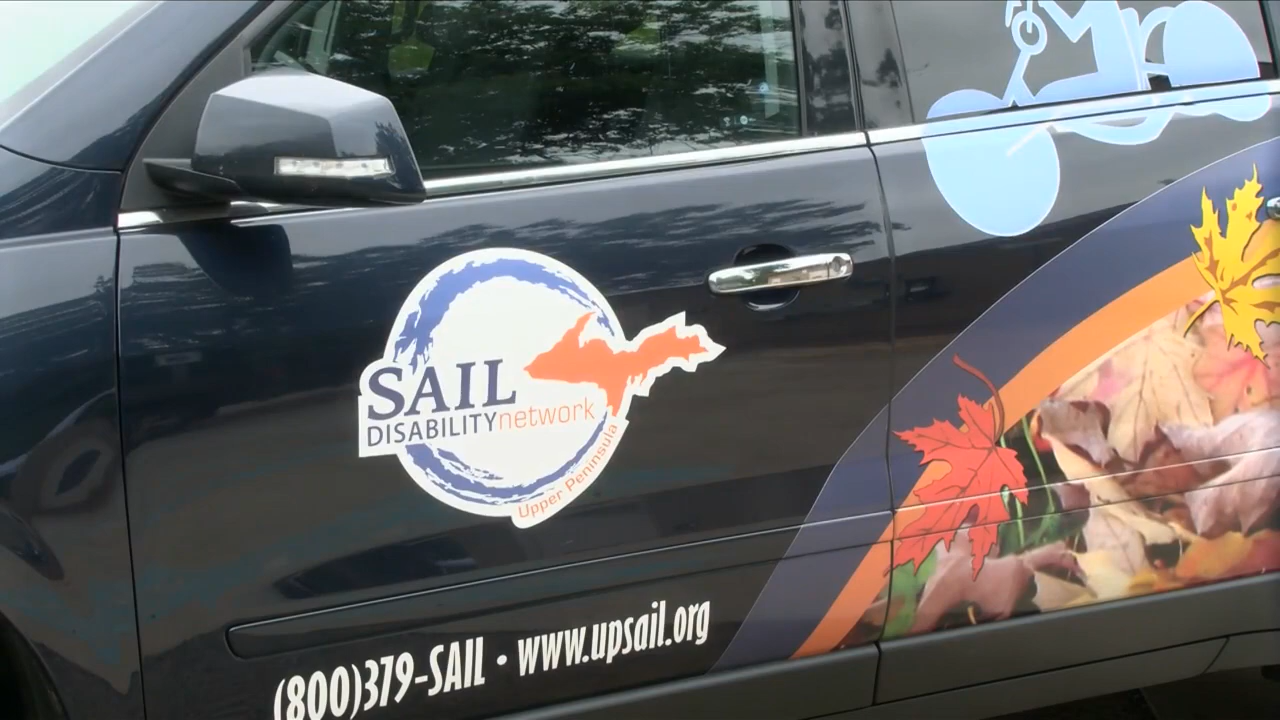 SAIL
DISABILITYnetwork
Upper Peninsula
(800)379-SAIL • www.upsail.org